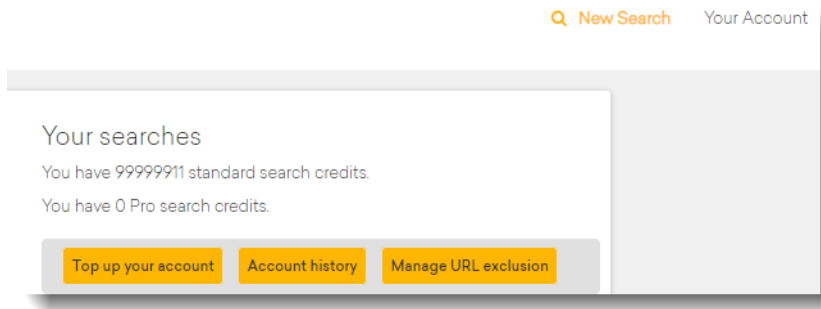 New Search Your Account
Your searches
You have 99999911 standard search credits.
You have 0 Pro search credits.
Top up your account Account history Manage URL exclusion